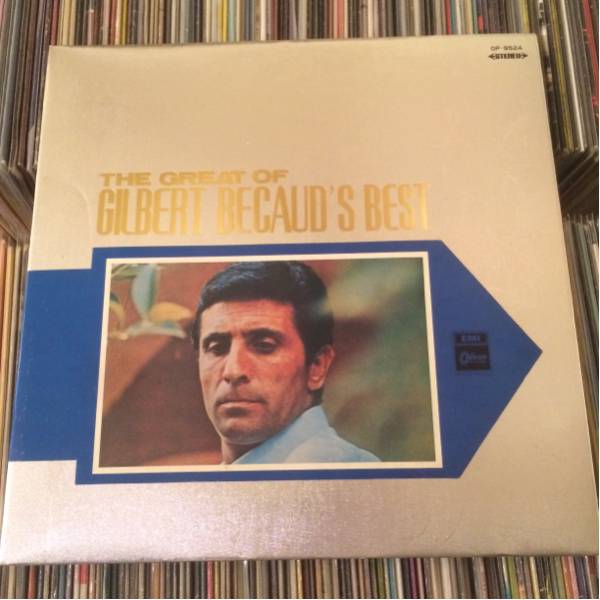 OP-9524
STEREO
THE GREAT OF
GILBERT BECAUD'S BEST
EMI
Odeon